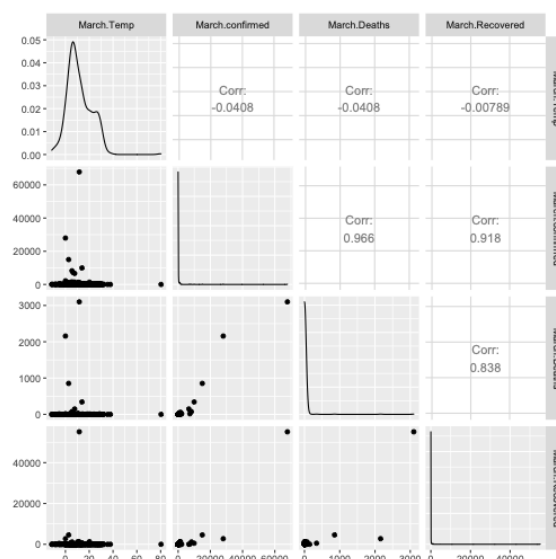 March.Temp March.confirmed March.Deaths March.Recovered
0.05
0.04
0.03
0.02
0.01
0.00
Corr:
-0.0408
Corr:
-0.0408
Corr:
-0.00789
60000
40000
20000
0
Corr:
0.966
Corr:
0.918
3000
2000
1000
0
Corr:
0.838
40000
20000
0
0 20 40 60 80
0 20000 40000 60000
0 1000 2000 3000
0 20000 40000